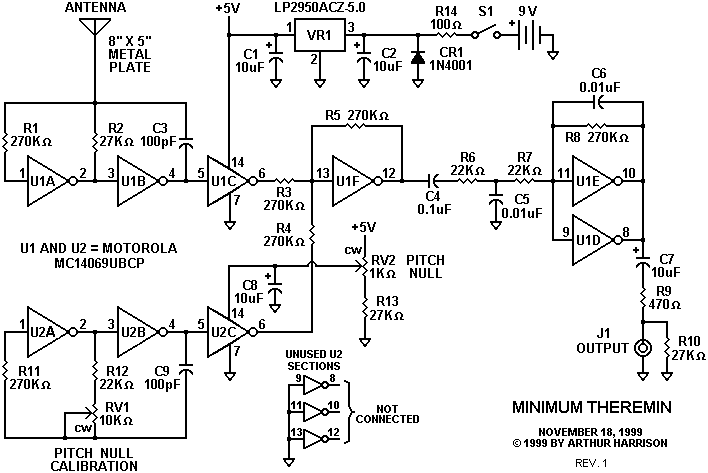 ANTENNA
8" X 5"
METAL
PLATE
+5V
LP2950ACZ-5.0
1
VR1
3
2
C1
10uF
C2
10uF
CR1
1N4001
R14
100Ω
S1
9 V
+
+
+
R1
270KΩ
R2
27KΩ
C3
100pF
1
U1A
2
3
U1B
4
5
U1C
6
14
7
R3
270KΩ
R4
270KΩ
R5 270KΩ
13
U1F
12
+
C4
0.1uF
R6
22KΩ
C5
0.01uF
R7
22KΩ
C6
0.01uF
R8 270KΩ
11
U1E
10
9
U1D
8
+
C7
10uF
R9
470Ω
J1
OUTPUT
R10
27KΩ
U1 AND U2 = MOTOROLA
MC14069UBCP
+5V
CW
RV2
1KΩ
PITCH
NULL
R13
27KΩ
+
C8
10uF
1
U2A
2
3
U2B
4
5
U2C
6
14
7
R11
270KΩ
R12
22KΩ
C9
100pF
RV1
10KΩ
CW
PITCH NULL
CALIBRATION
UNUSED U2
SECTIONS
9
8
11
10
13
12
NOT
CONNECTED
MINIMUM THEREMIN
NOVEMBER 18, 1999
© 1999 BY ARTHUR HARRISON
REV. 1